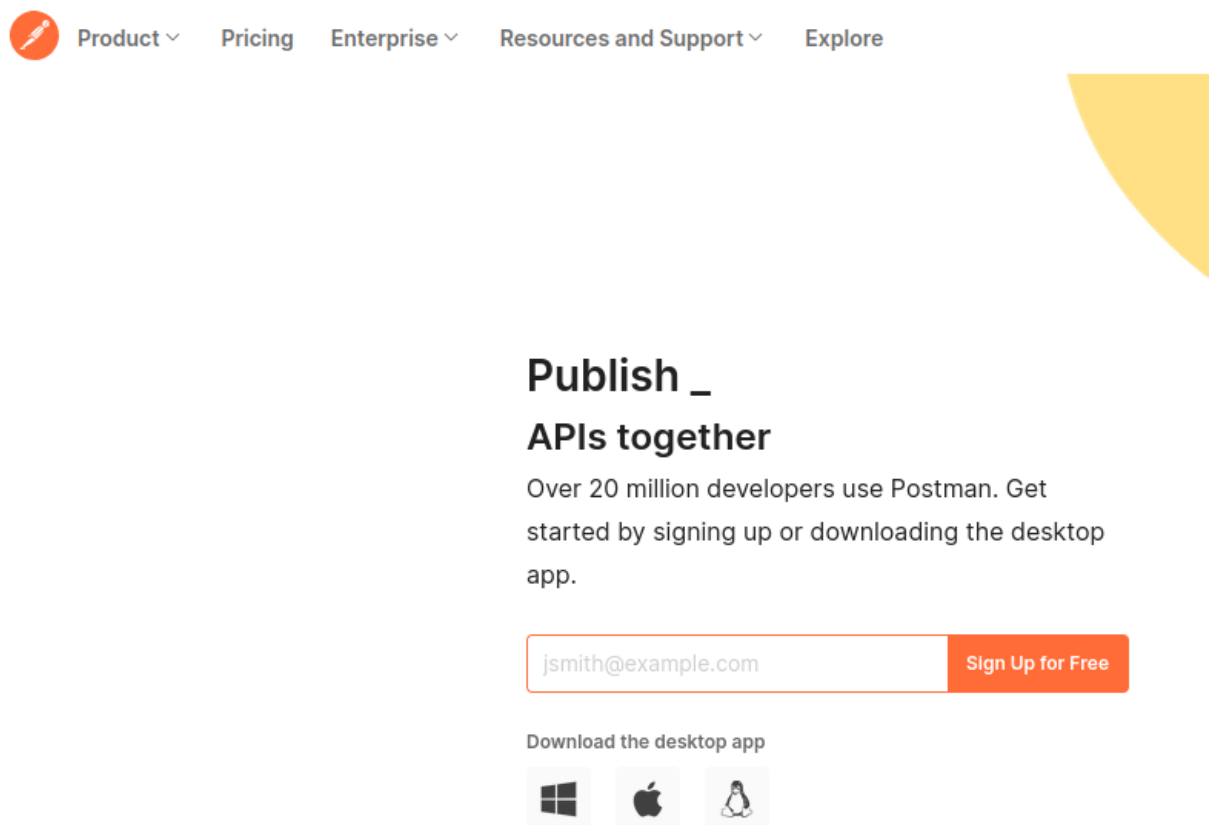 Product
Pricing
Enterprise
Resources and Support
Explore
Publish _
APIs together
Over 20 million developers use Postman. Get
started by signing up or downloading the desktop
app.
jsmith@example.com
Sign Up for Free
Download the desktop app